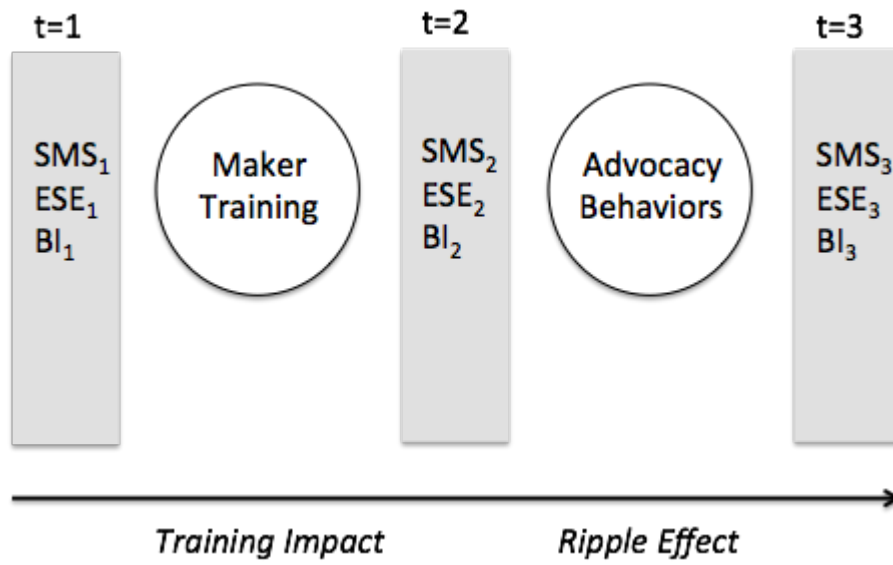 t=1
t=2
t=3
SMS₁
ESE₁
BI₁
Maker
Training
SMS₂
ESE₂
BI₂
Advocacy
Behaviors
SMS₃
ESE₃
BI₃
Training Impact
Ripple Effect